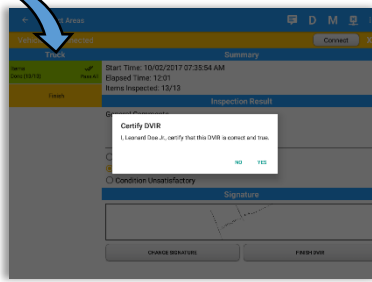 Areas
D M
Connect
Truck
Summary
Start Time: 10/02/2017 07:35:54 AM
Elapsed Time: 12:01
Items Inspected: 13/13
Finish
Inspection Result
Certify DVIR
I, Leonard Doe Jr., certify that this DVIR is correct and true.
NO YES
Condition Unsatisfactory
Signature
CHANGE SIGNATURE
FINISH DVIR